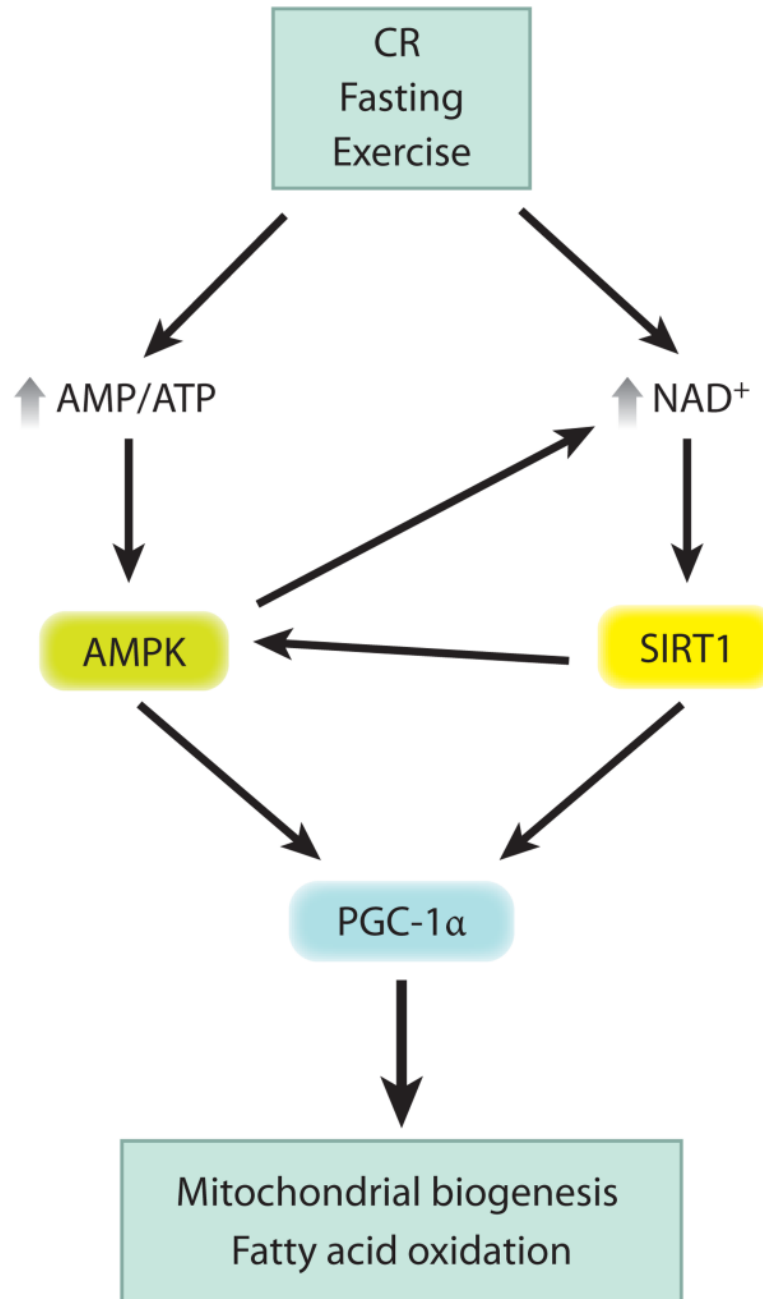 CR
Fasting
Exercise
AMP/ATP
NAD⁺
AMPK
SIRT1
PGC-1α
Mitochondrial biogenesis
Fatty acid oxidation